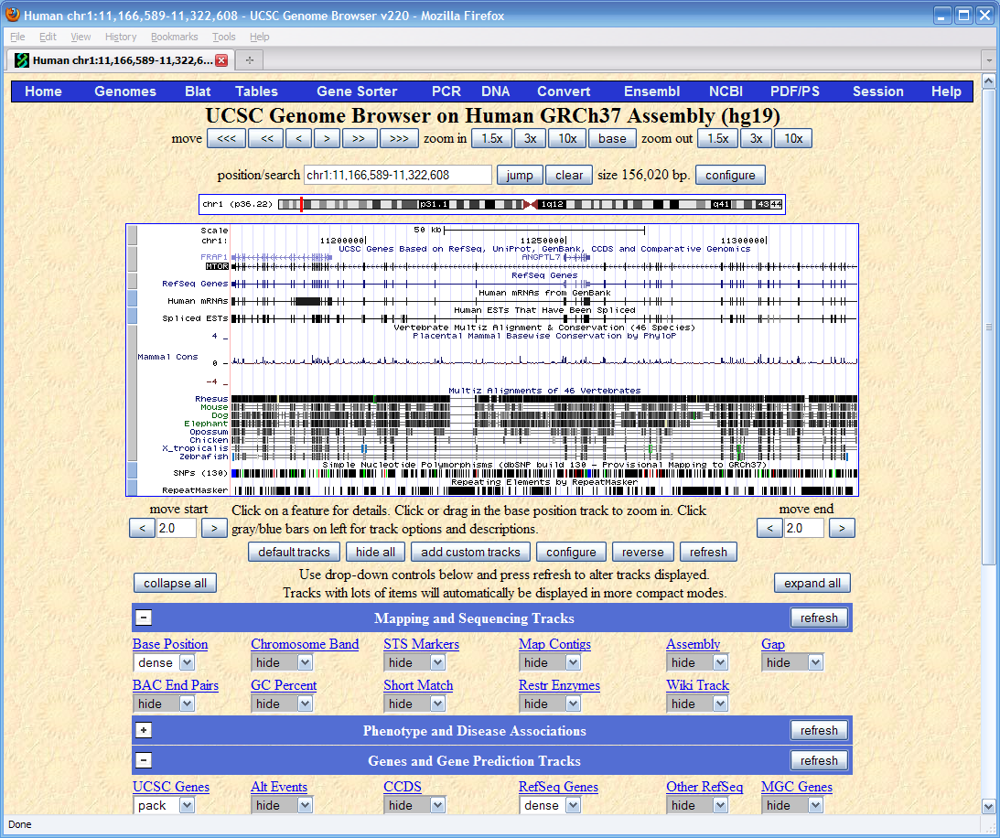 Human chr1:11,166,589-11,322,608 - UCSC Genome Browser v220 - Mozilla Firefox
File Edit View History Bookmarks Tools Help
Human chr1:11,166,589-11,322,6...
Home Genomes Blat Tables Gene Sorter PCR DNA Convert Ensembl NCBI PDF/PS Session Help
UCSC Genome Browser on Human GRCh37 Assembly (hg19)
move <<< << < > >> >>> zoom in 1.5x 3x 10x base zoom out 1.5x 3x 10x
position/search chr1:11,166,589-11,322,608 jump clear size 156,020 bp. configure
chr1 (p36.22) p31.1 1q12 q41 43 44
Scale 50 kb
chr1: 11200000 11250000 11300000
UCSC Genes Based on RefSeq, UniProt, GenBank, CCDS and Comparative Genomics
FRAP1 ANGPTL7
MTOR
RefSeq Genes
RefSeq Genes
Human mRNAs from GenBank
Human mRNAs
Human ESTs That Have Been Spliced
Spliced ESTs
Vertebrate Multiz Alignment & Conservation (46 Species)
Placental Mammal Basewise Conservation by PhyloP
4 _
Mammal Cons
0 -
-4 _
Multiz Alignments of 46 Vertebrates
Rhesus
Mouse
Dog
Elephant
Opossum
Chicken
X_tropicalis
Zebrafish
Simple Nucleotide Polymorphisms (dbSNP build 130 - Provisional Mapping to GRCh37)
SNPs (130)
Repeating Elements by RepeatMasker
RepeatMasker
move start Click on a feature for details. Click or drag in the base position track to zoom in. Click move end
< 2.0 > gray/blue bars on left for track options and descriptions. < 2.0 >
default tracks hide all add custom tracks configure reverse refresh
collapse all Use drop-down controls below and press refresh to alter tracks displayed. expand all
Tracks with lots of items will automatically be displayed in more compact modes.
- Mapping and Sequencing Tracks refresh
Base Position Chromosome Band STS Markers Map Contigs Assembly Gap
dense hide hide hide hide hide
BAC End Pairs GC Percent Short Match Restr Enzymes Wiki Track
hide hide hide hide hide
+ Phenotype and Disease Associations refresh
- Genes and Gene Prediction Tracks refresh
UCSC Genes Alt Events CCDS RefSeq Genes Other RefSeq MGC Genes
pack hide hide dense hide hide
Done